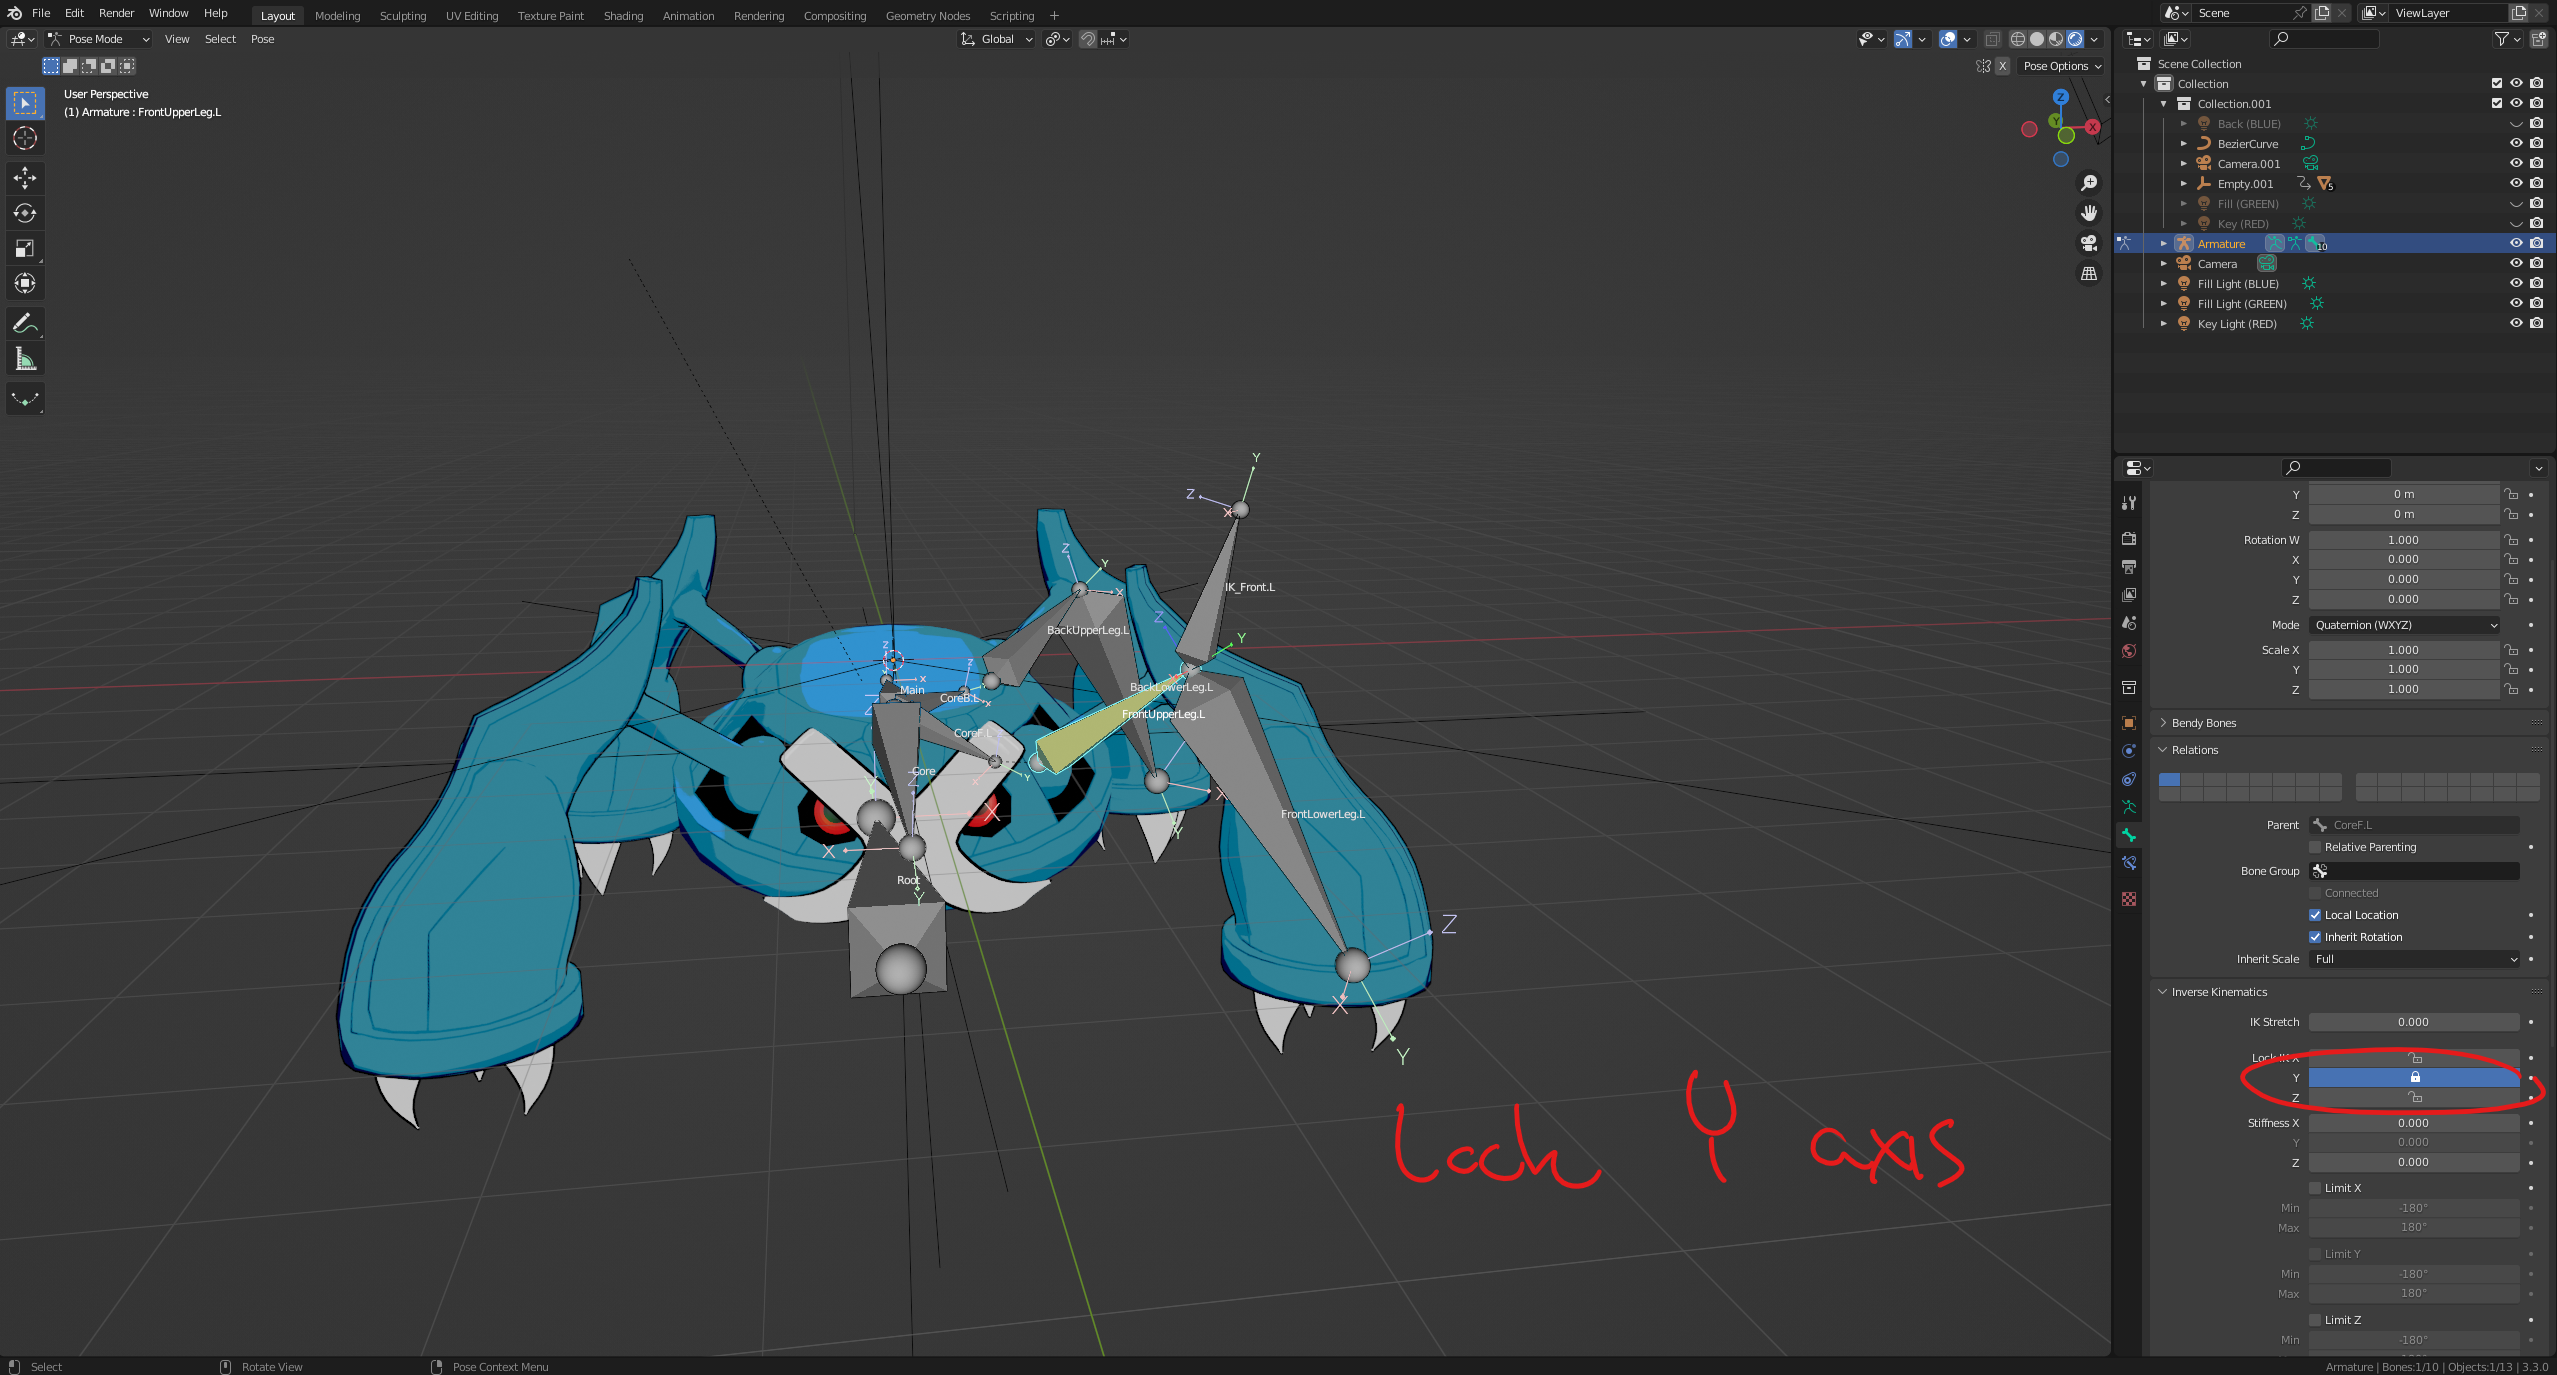 File Edit Render Window Help Layout Modeling Sculpting UV Editing Texture Paint Shading Animation Rendering Compositing Geometry Nodes Scripting + Scene ViewLayer
Pose Mode View Select Pose Global
X Pose Options
User Perspective
(1) Armature : FrontUpperLeg.L
Z
Y
X
Scene Collection
Collection
Collection.001
Back (BLUE)
BezierCurve
Camera.001
Empty.001 5
Fill (GREEN)
Key (RED)
Armature 10
Camera
Fill Light (BLUE)
Fill Light (GREEN)
Key Light (RED)
Y
Z
X
IK_Front.L
Z
Y
X
BackUpperLeg.L
Z
Y
BackLowerLeg.L
Main
CoreB.L
FrontUpperLeg.L
CoreF.L
Core
FrontLowerLeg.L
Root
X
Y
Z
X
Y
Lock Y axis
Y 0 m
Z 0 m
Rotation W 1.000
X 0.000
Y 0.000
Z 0.000
Mode Quaternion (WXYZ)
Scale X 1.000
Y 1.000
Z 1.000
Bendy Bones
Relations
Parent CoreF.L
Relative Parenting
Bone Group
Connected
Local Location
Inherit Rotation
Inherit Scale Full
Inverse Kinematics
IK Stretch 0.000
Lock IK X
Y
Z
Stiffness X 0.000
Y 0.000
Z 0.000
Limit X
Min -180°
Max 180°
Limit Y
Min -180°
Max 180°
Limit Z
Min -180°
Select Rotate View Pose Context Menu Armature | Bones:1/10 | Objects:1/13 | 3.3.0